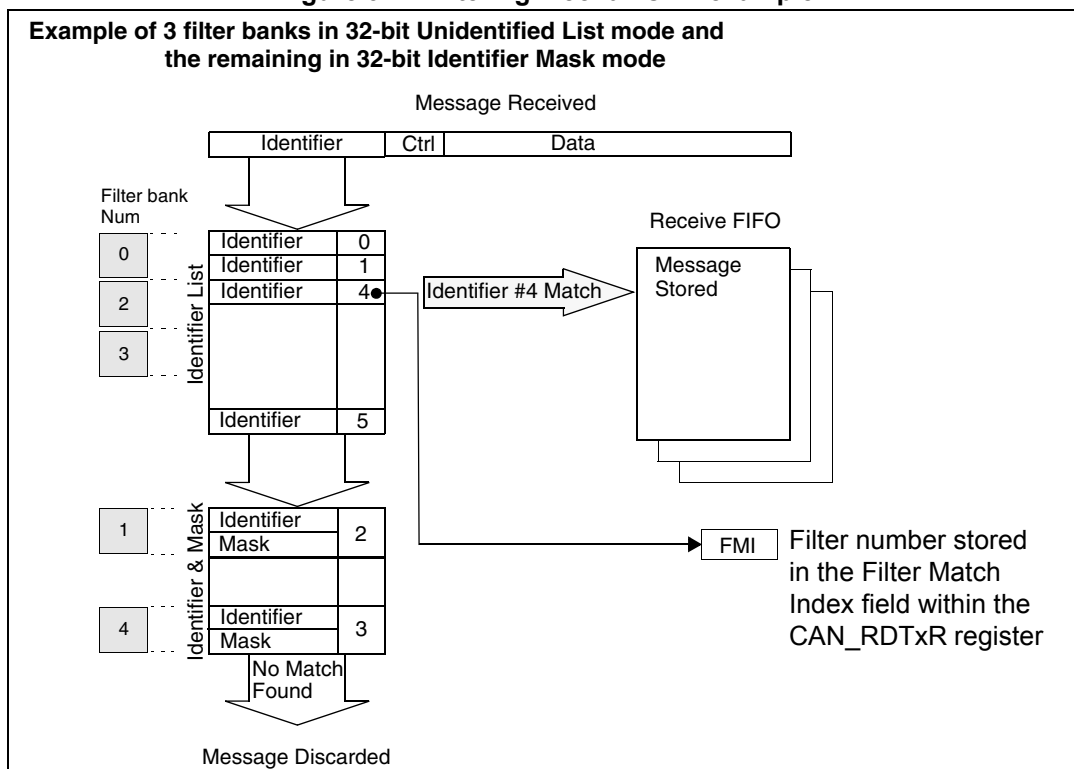 Example of 3 filter banks in 32-bit Unidentified List mode and
the remaining in 32-bit Identifier Mask mode
Message Received
Identifier Ctrl Data
Filter bank
Num
Receive FIFO
0
2
3
Identifier List
Identifier 0
Identifier 1
Identifier 4
Identifier 5
Identifier #4 Match
Message
Stored
1
4
Identifier & Mask
Identifier
Mask
2
Identifier
Mask
3
FMI
Filter number stored
in the Filter Match
Index field within the
CAN_RDTxR register
No Match
Found
Message Discarded